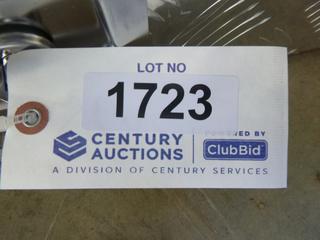 LOT NO
1723
CENTURY AUCTIONS
POWERED BY
ClubBid
A DIVISION OF CENTURY SERVICES